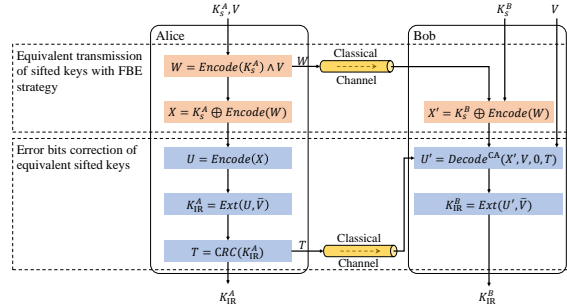 K_s^A, V
K_s^B
V
Alice
Bob
Equivalent transmission
of sifted keys with FBE
strategy
W = Encode(K_s^A) ∧ V
W
Classical
Channel
X = K_s^A ⊕ Encode(W)
X′ = K_s^B ⊕ Encode(W)
Error bits correction of
equivalent sifted keys
U = Encode(X)
U′ = Decode^CA(X′, V, 0, T)
K_IR^A = Ext(U, V̄)
K_IR^B = Ext(U′, V̄)
T = CRC(K_IR^A)
T
Classical
Channel
K_IR^A
K_IR^B